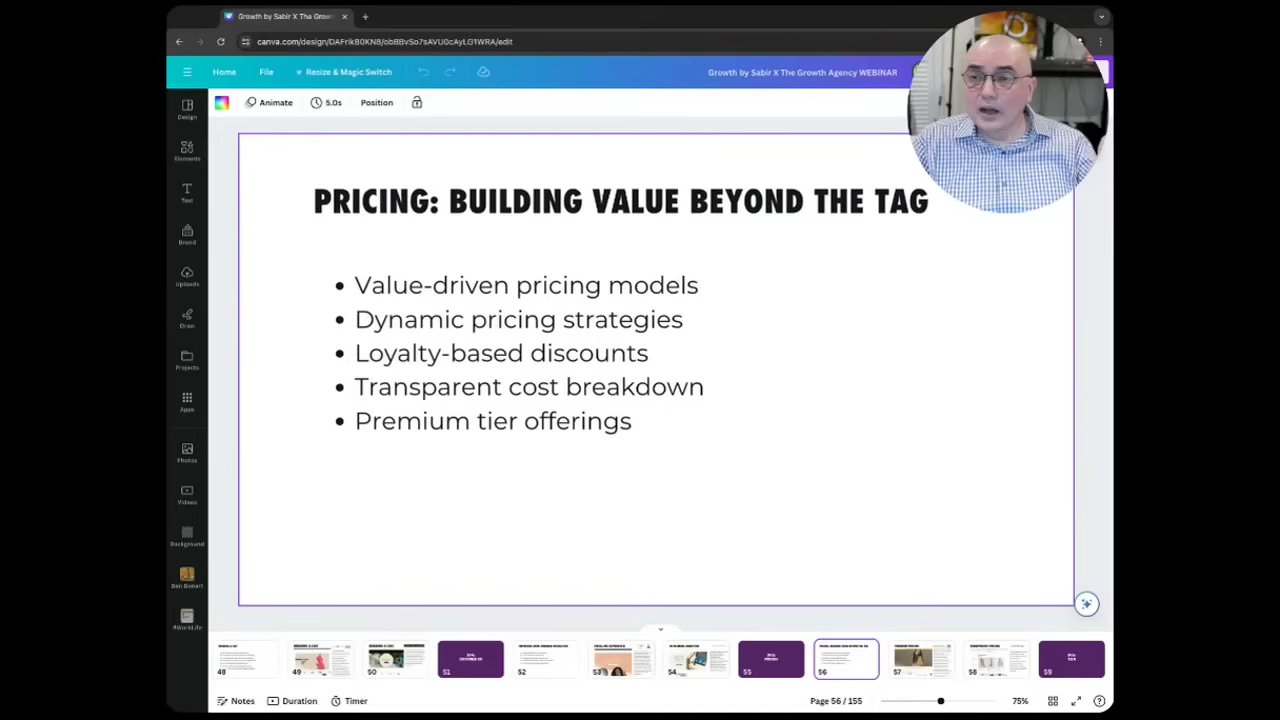 Growth by Sabir X The Grow
canva.com/design/DAFrikB0KN8/obBBvSo7sAVU0cAyLG1WRA/edit
Home File Resize & Magic Switch Growth by Sabir X The Growth Agency WEBINAR
Animate 5.0s Position
Design
Elements
Text
Brand
Uploads
Draw
Projects
Apps
Photos
Videos
Background
#WorkLife
PRICING: BUILDING VALUE BEYOND THE TAG
• Value-driven pricing models
• Dynamic pricing strategies
• Loyalty-based discounts
• Transparent cost breakdown
• Premium tier offerings
48 49 50 51 52 53 54 55 56 57 58 59
Notes Duration Timer Page 56 / 155 75%